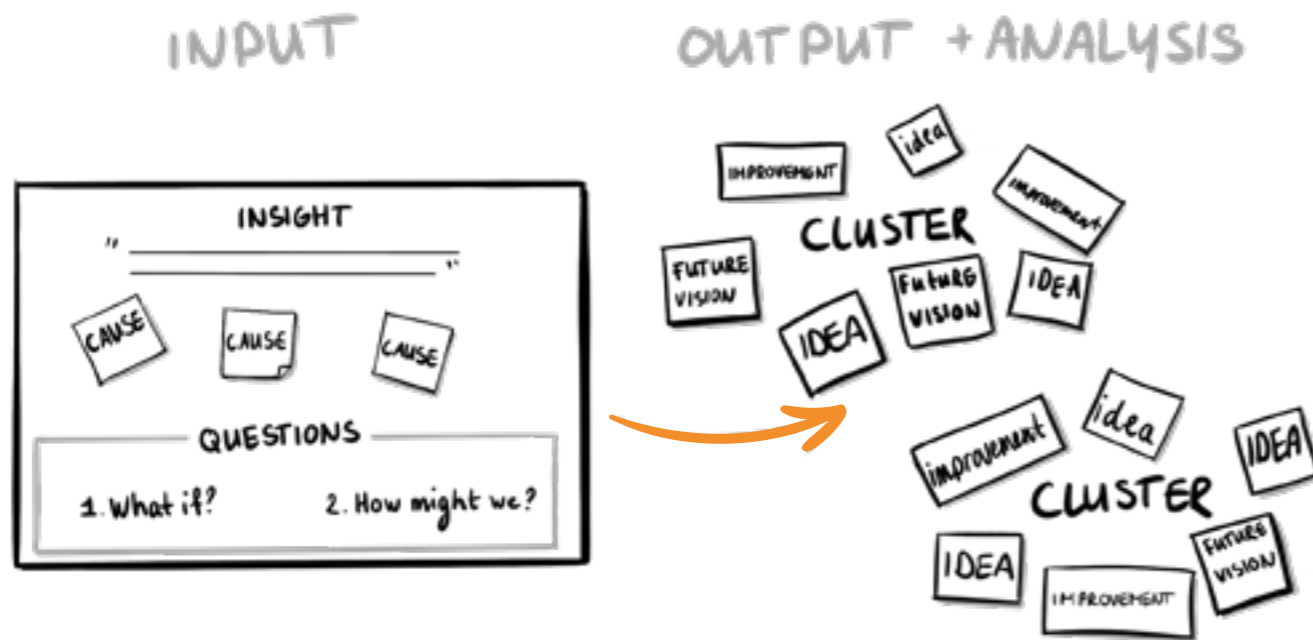 INPUT
OUTPUT + ANALYSIS
INSIGHT
"
"
CAUSE
CAUSE
CAUSE
QUESTIONS
1. What if?
2. How might we?
IMPROVEMENT
idea
improvement
CLUSTER
FUTURE
VISION
FUTURE
VISION
IDEA
IDEA
improvement
idea
IDEA
CLUSTER
IDEA
FUTURE
VISION
IMPROVEMENT